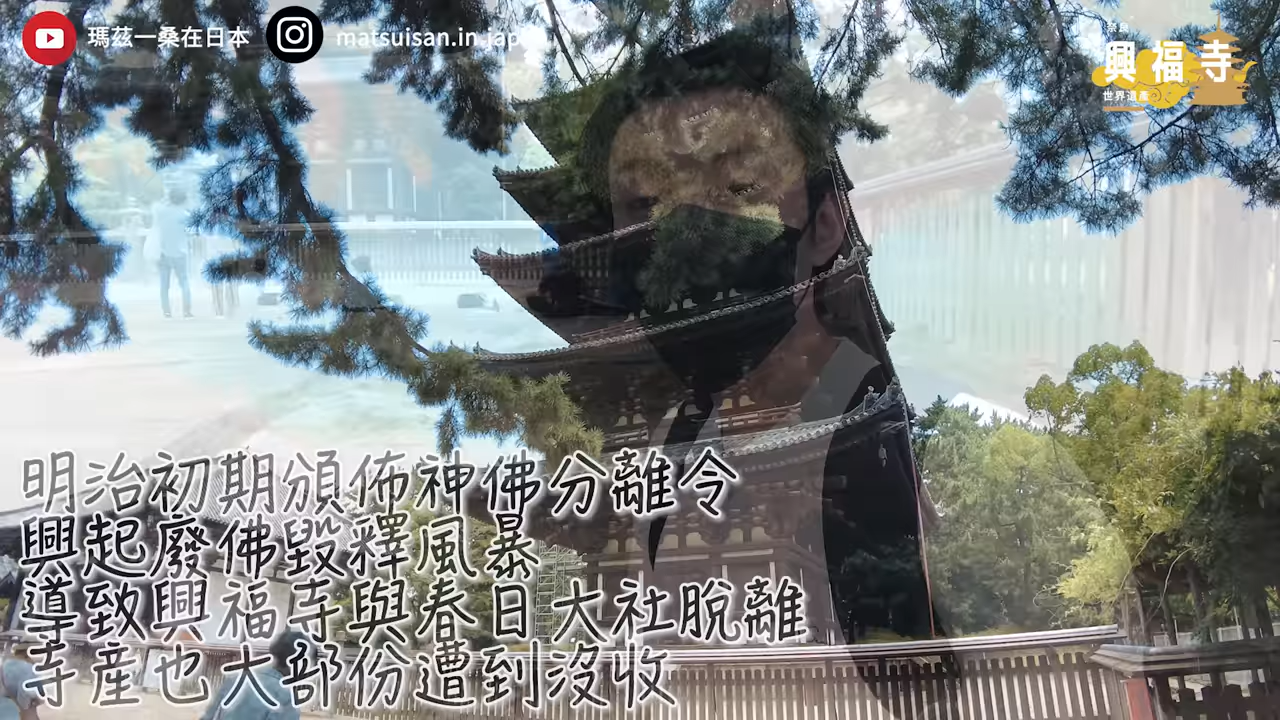 瑪茲一桑在日本
matsuisan.in.jap
興福寺
世界遺產
明治初期頒佈神佛分離令
興起廢佛毀釋風暴
導致興福寺與春日大社脫離
寺產也大部份遭到沒收